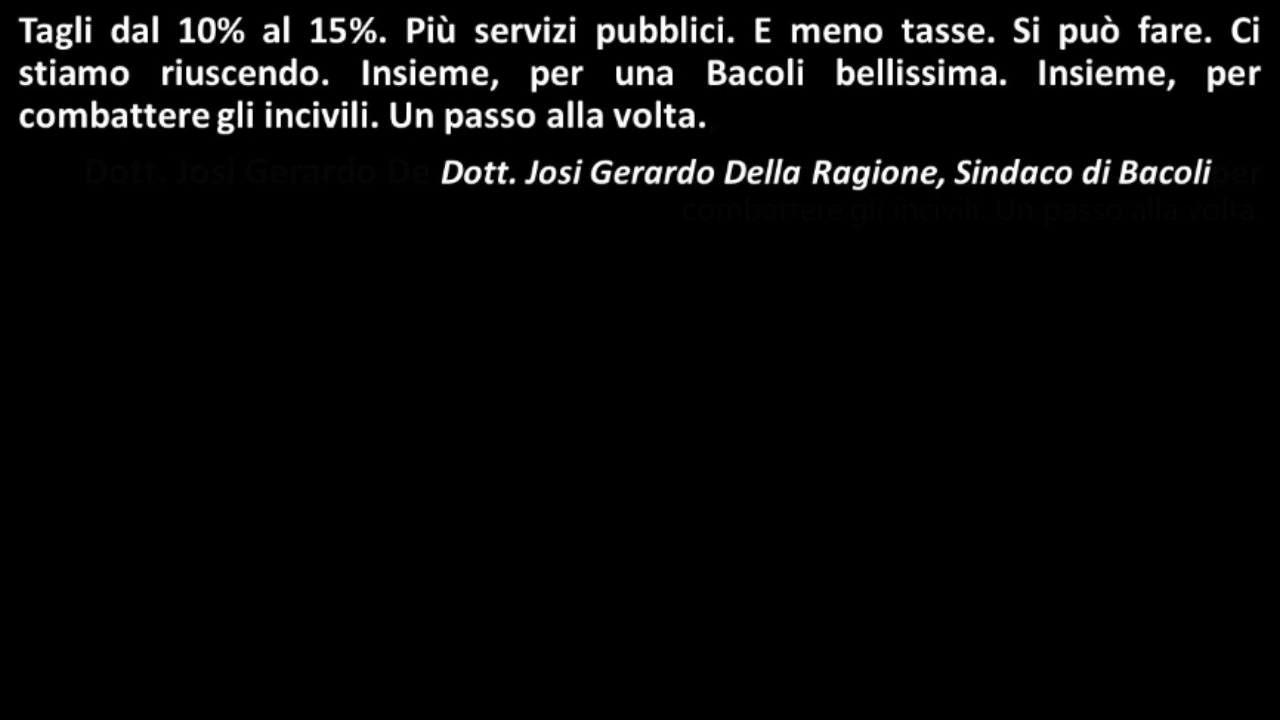 Tagli dal 10% al 15%. Più servizi pubblici. E meno tasse. Si può fare. Ci
stiamo riuscendo. Insieme, per una Bacoli bellissima. Insieme, per
combattere gli incivili. Un passo alla volta.
Dott. Josi Gerardo Della Ragione, Sindaco di Bacoli